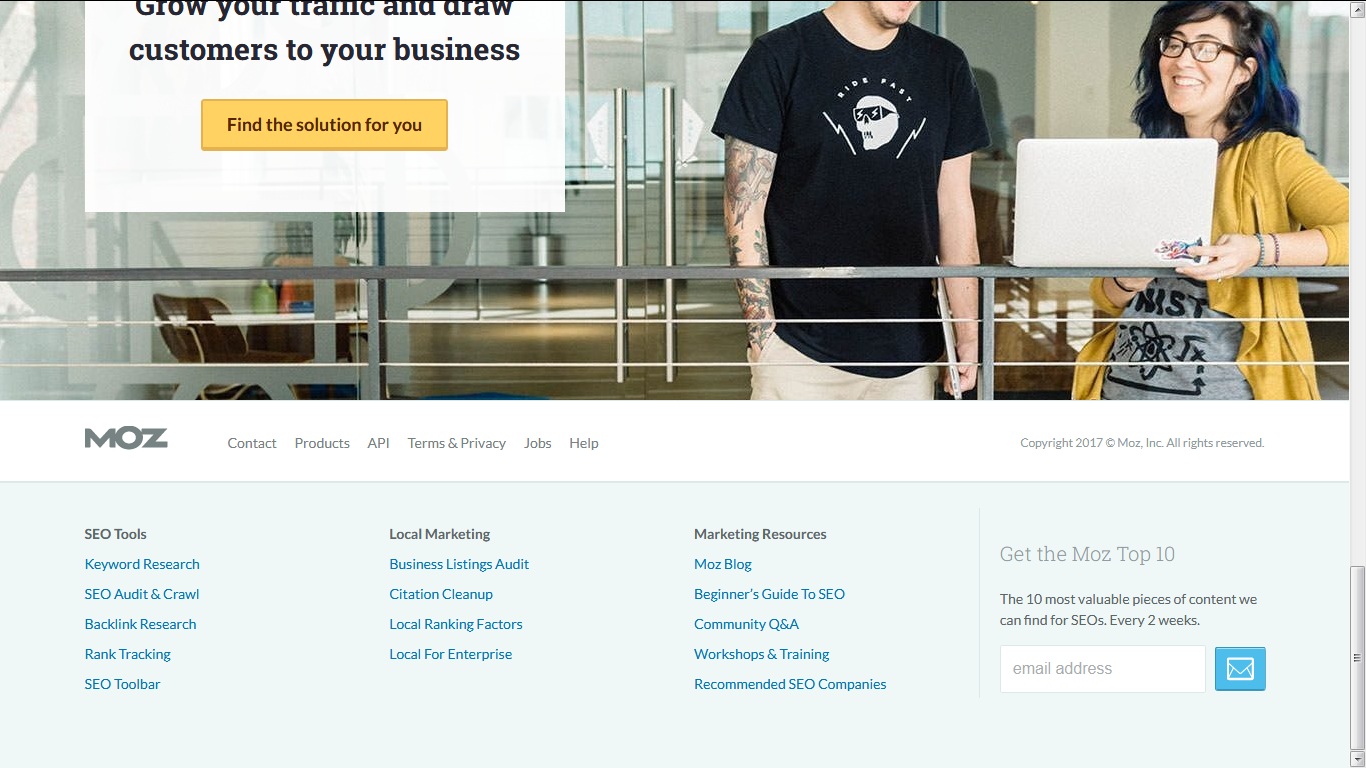 Grow your traffic and draw
customers to your business
Find the solution for you
RIDE FAST
NIST
MOZ
Contact Products API Terms & Privacy Jobs Help
Copyright 2017 © Moz, Inc. All rights reserved.
SEO Tools
Keyword Research
SEO Audit & Crawl
Backlink Research
Rank Tracking
SEO Toolbar
Local Marketing
Business Listings Audit
Citation Cleanup
Local Ranking Factors
Local For Enterprise
Marketing Resources
Moz Blog
Beginner’s Guide To SEO
Community Q&A
Workshops & Training
Recommended SEO Companies
Get the Moz Top 10
The 10 most valuable pieces of content we
can find for SEOs. Every 2 weeks.
email address